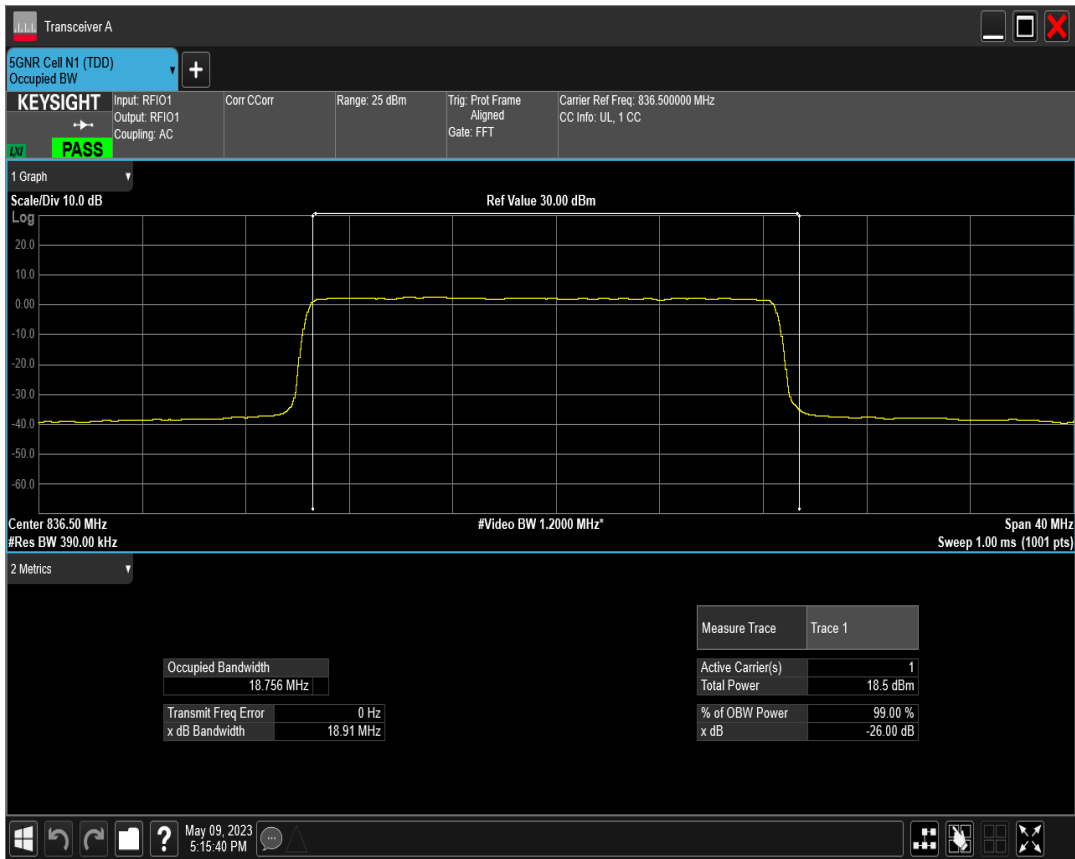 Transceiver A
5GNR Cell N1 (TDD)
Occupied BW
+
KEYSIGHT
LXI
PASS
Input: RFIO1
Output: RFIO1
Coupling: AC
Corr CCorr
Range: 25 dBm
Trig: Prot Frame
Aligned
Gate: FFT
Carrier Ref Freq: 836.500000 MHz
CC Info: UL, 1 CC
1 Graph
Scale/Div 10.0 dB
Ref Value 30.00 dBm
Log
20.0
10.0
0.00
-10.0
-20.0
-30.0
-40.0
-50.0
-60.0
Center 836.50 MHz
#Video BW 1.2000 MHz*
Span 40 MHz
#Res BW 390.00 kHz
Sweep 1.00 ms (1001 pts)
2 Metrics
Measure Trace Trace 1
Occupied Bandwidth
18.756 MHz
Active Carrier(s) 1
Total Power 18.5 dBm
Transmit Freq Error 0 Hz
x dB Bandwidth 18.91 MHz
% of OBW Power 99.00 %
x dB -26.00 dB
?
May 09, 2023
5:15:40 PM